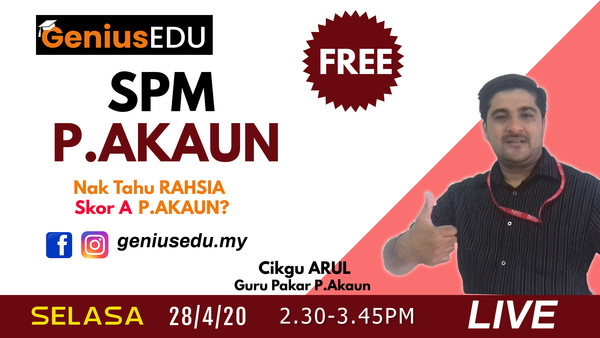 GeniusEDU
FREE
SPM
P.AKAUN
Nak Tahu RAHSIA
Skor A P.AKAUN?
geniusedu.my
Cikgu ARUL
Guru Pakar P.Akaun
SELASA 28/4/20 2.30-3.45PM LIVE